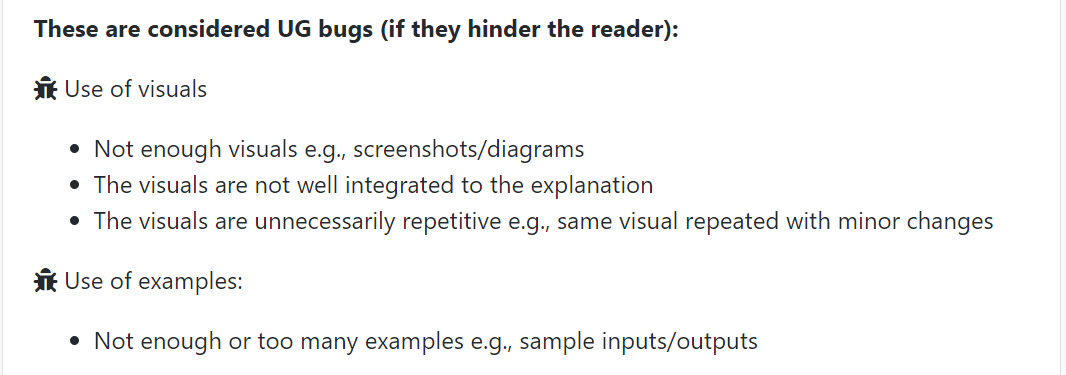 These are considered UG bugs (if they hinder the reader):
Use of visuals
Not enough visuals e.g., screenshots/diagrams
The visuals are not well integrated to the explanation
The visuals are unnecessarily repetitive e.g., same visual repeated with minor changes
Use of examples:
Not enough or too many examples e.g., sample inputs/outputs